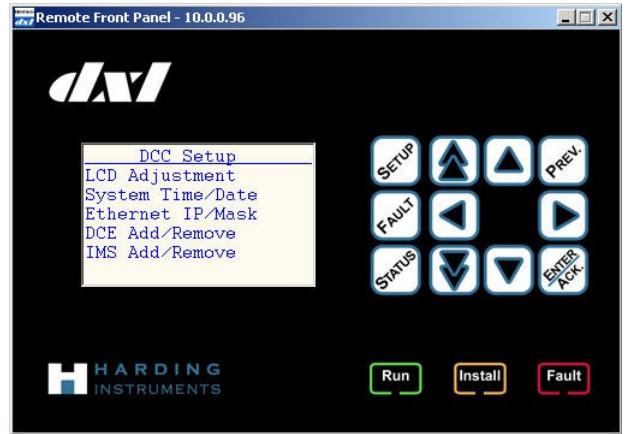 Remote Front Panel - 10.0.0.96
dxl
DCC Setup
LCD Adjustment
System Time/Date
Ethernet IP/Mask
DCE Add/Remove
IMS Add/Remove
SETUP
PREV.
FAULT
STATUS
ENTER
ACK.
HARDING
INSTRUMENTS
Run
Install
Fault